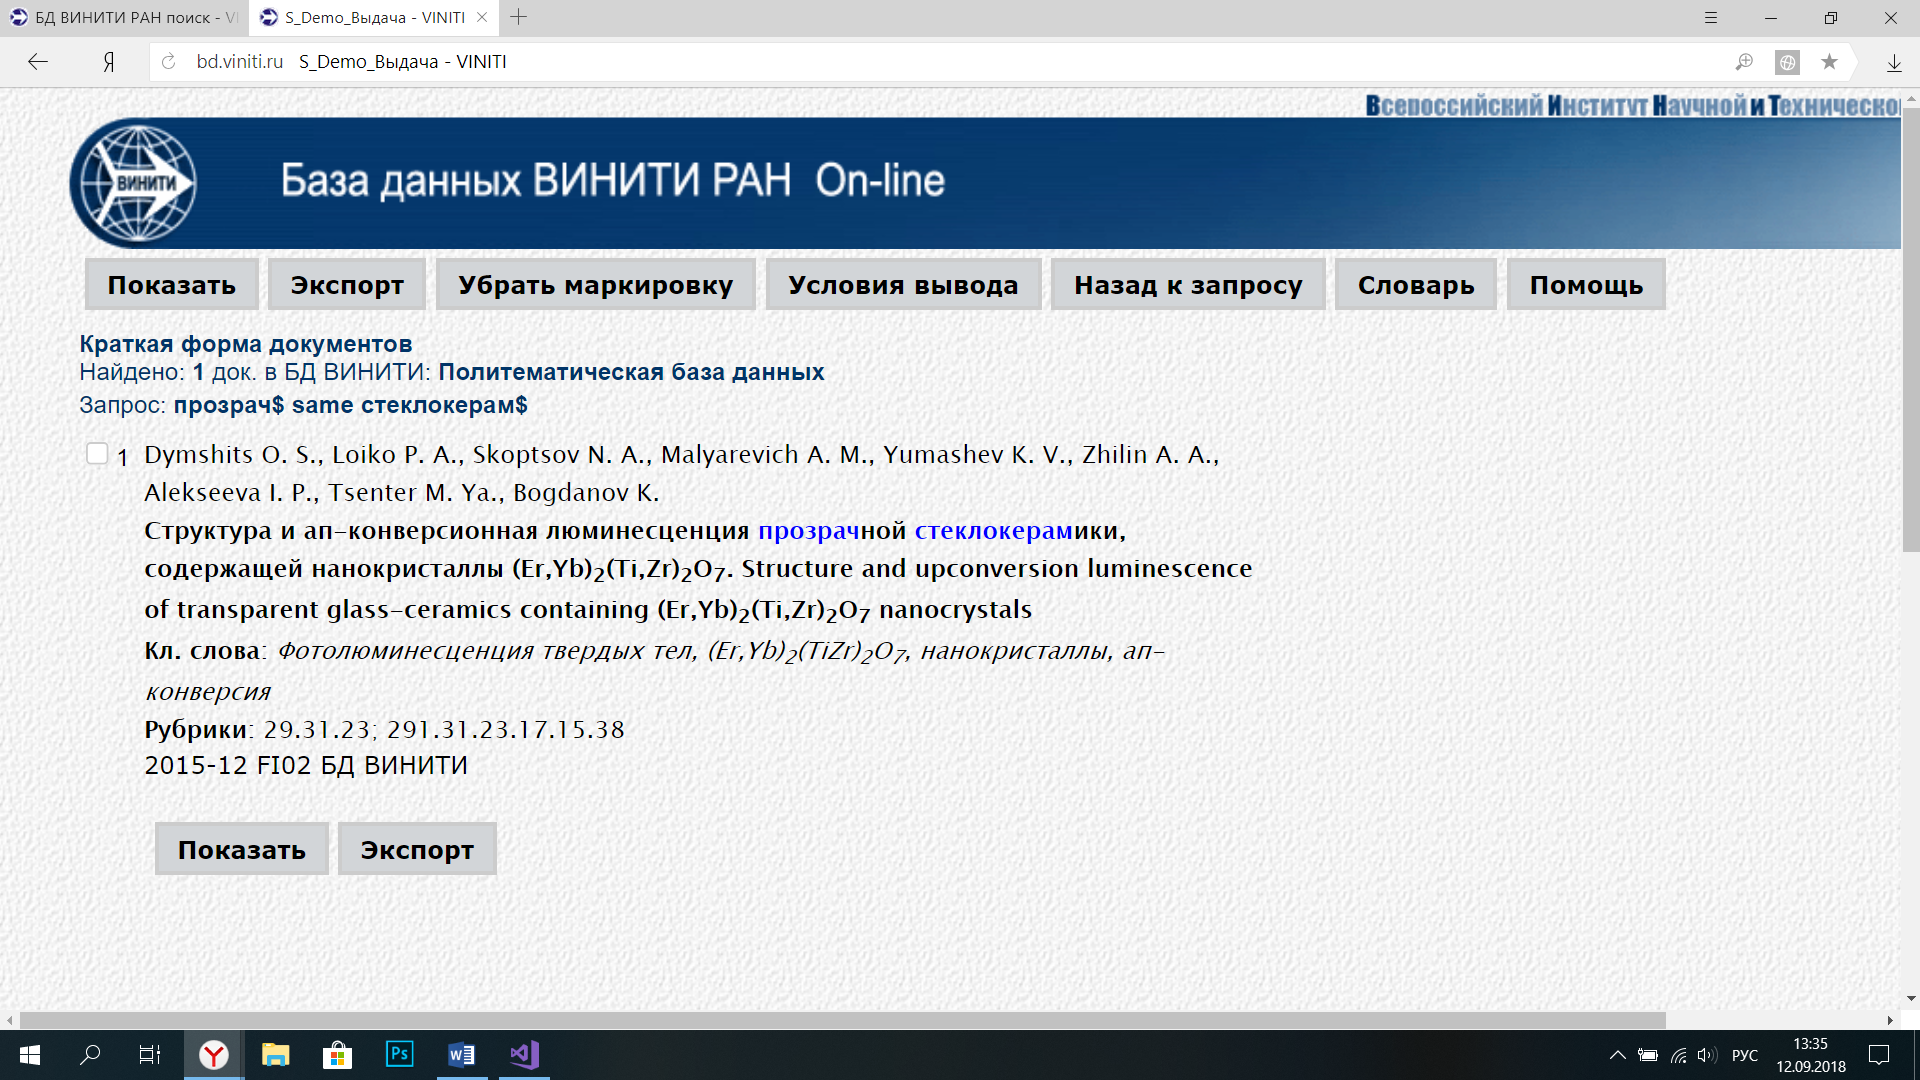 БД ВИНИТИ РАН поиск - VI
S_Demo_Выдача - VINITI
Я
bd.viniti.ru S_Demo_Выдача - VINITI
Всероссийский Институт Научной и Техническо
ВИНИТИ
База данных ВИНИТИ РАН On-line
Показать Экспорт Убрать маркировку Условия вывода Назад к запросу Словарь Помощь
Краткая форма документов
Найдено: 1 док. в БД ВИНИТИ: Политематическая база данных
Запрос: прозрач$ same стеклокерам$
1 Dymshits O. S., Loiko P. A., Skoptsov N. A., Malyarevich A. M., Yumashev K. V., Zhilin A. A.,
Alekseeva I. P., Tsenter M. Ya., Bogdanov K.
Структура и ап-конверсионная люминесценция прозрачной стеклокерамики,
содержащей нанокристаллы (Er,Yb)₂(Ti,Zr)₂O₇. Structure and upconversion luminescence
of transparent glass-ceramics containing (Er,Yb)₂(Ti,Zr)₂O₇ nanocrystals
Кл. слова: Фотолюминесценция твердых тел, (Er,Yb)₂(TiZr)₂O₇, нанокристаллы, ап-
конверсия
Рубрики: 29.31.23; 291.31.23.17.15.38
2015-12 FI02 БД ВИНИТИ
Показать Экспорт
Ps
РУС
13:35
12.09.2018